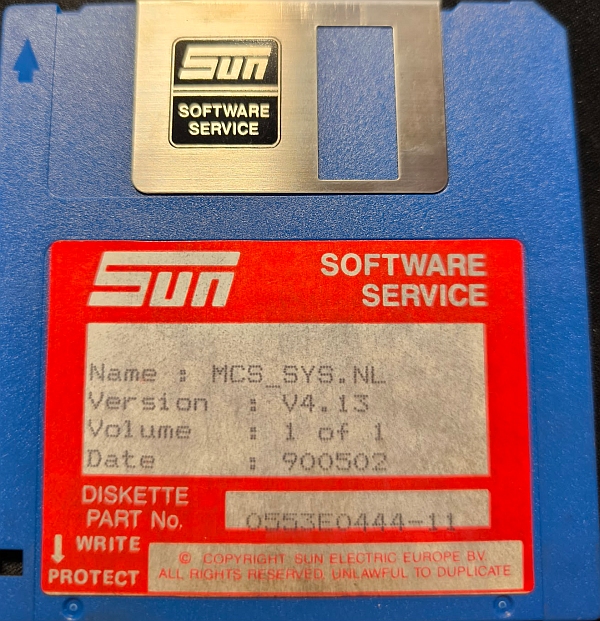 Sun
SOFTWARE
SERVICE
Sun
SOFTWARE
SERVICE
Name : MCS_SYS.NL
Version : V4.13
Volume : 1 of 1
Date : 900502
DISKETTE
PART No.
0553E0444-11
WRITE
PROTECT
© COPYRIGHT SUN ELECTRIC EUROPE B.V.
ALL RIGHTS RESERVED, UNLAWFUL TO DUPLICATE